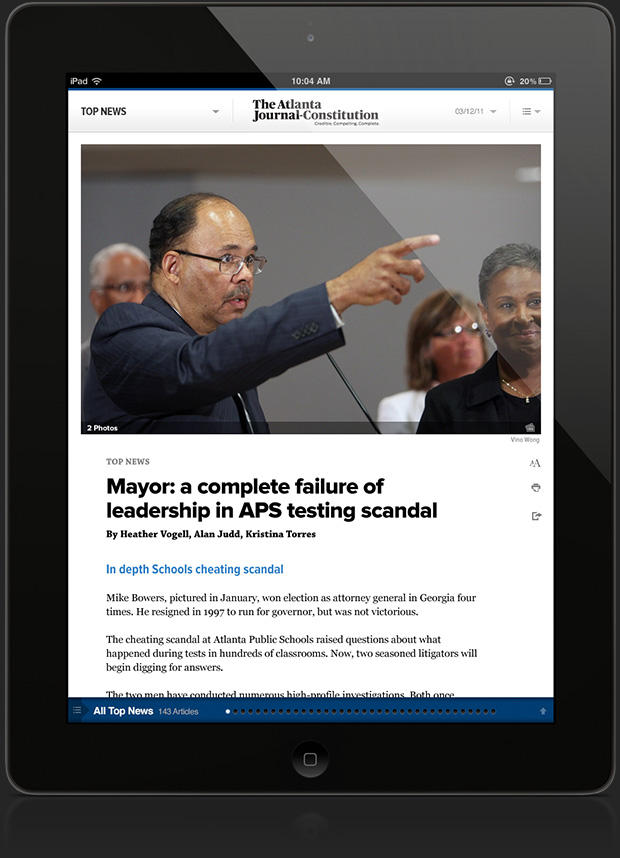 iPad 10:04 AM 20%
TOP NEWS
The Atlanta
Journal-Constitution
Credible. Compelling. Complete.
03/12/11
2 Photos
Vino Wong
TOP NEWS
AA
Mayor: a complete failure of
leadership in APS testing scandal
By Heather Vogell, Alan Judd, Kristina Torres
In depth Schools cheating scandal
Mike Bowers, pictured in January, won election as attorney general in Georgia four
times. He resigned in 1997 to run for governor, but was not victorious.
The cheating scandal at Atlanta Public Schools raised questions about what
happened during tests in hundreds of classrooms. Now, two seasoned litigators will
begin digging for answers.
The two men have conducted numerous high-profile investigations. Both once
All Top News 143 Articles